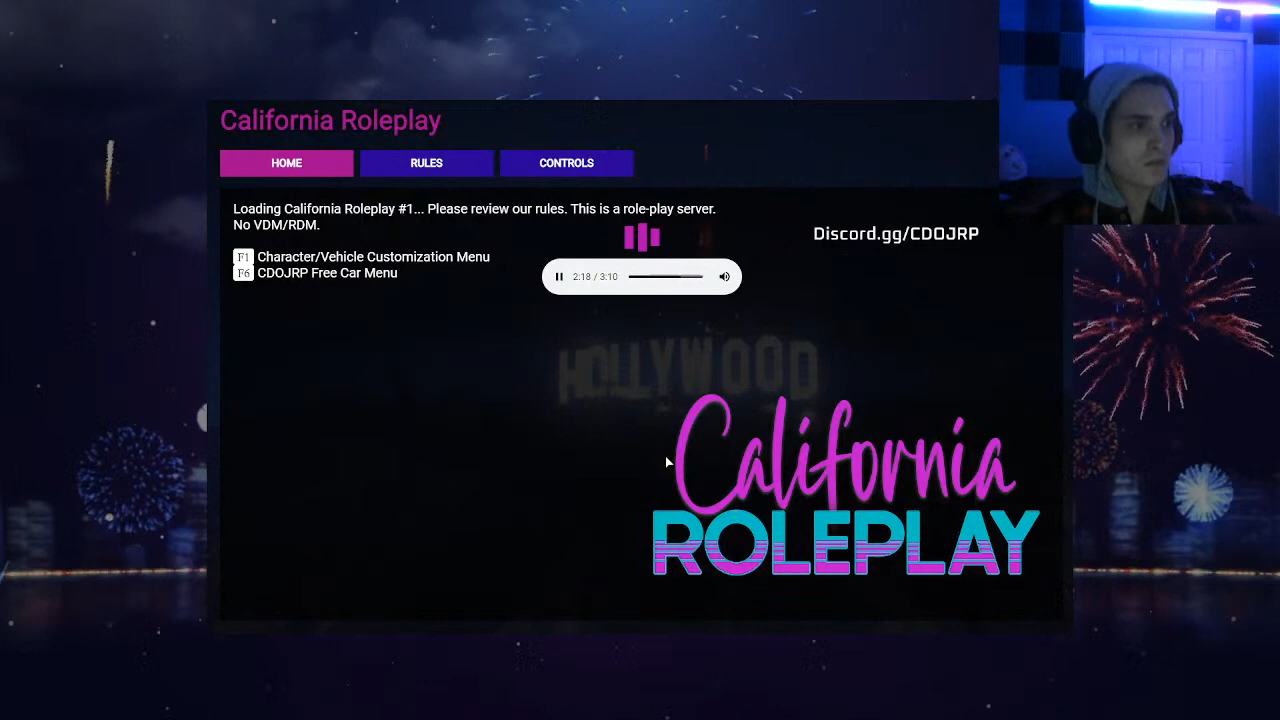 California Roleplay
HOME
RULES
CONTROLS
Loading California Roleplay #1... Please review our rules. This is a role-play server.
No VDM/RDM.
Discord.gg/CDOJRP
F1 Character/Vehicle Customization Menu
F6 CDOJRP Free Car Menu
2:18 / 3:10
HOLLYWOOD
California
ROLEPLAY